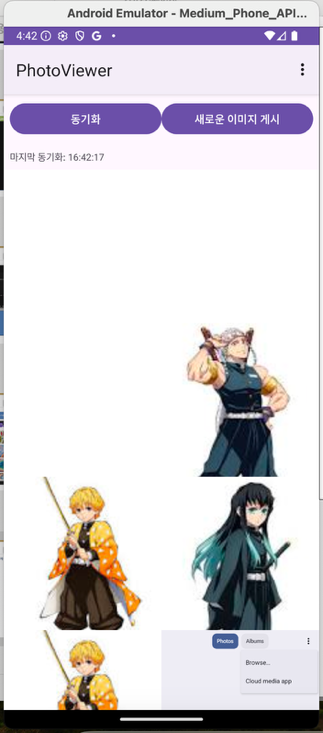 Android Emulator - Medium_Phone_API...
4:42
PhotoViewer
동기화
새로운 이미지 게시
마지막 동기화: 16:42:17
Photos
Albums
Browse...
Cloud media app